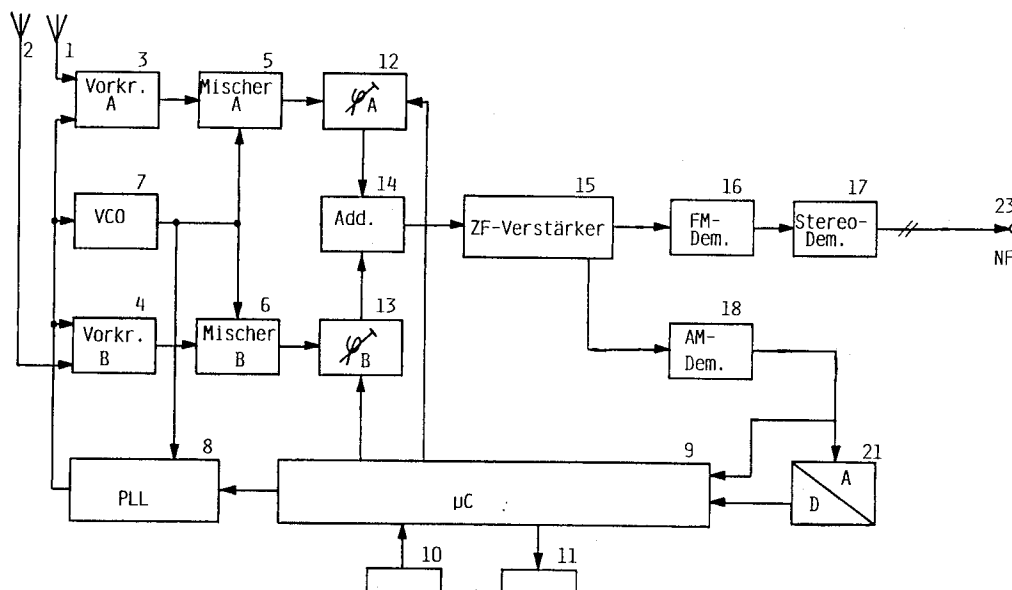 2
1
3
Vorkr.
A
5
Mischer
A
12
φ A
7
VCO
14
Add.
15
ZF-Verstärker
16
FM-
Dem.
17
Stereo-
Dem.
23
NF
4
Vorkr.
B
6
Mischer
B
13
φ B
18
AM-
Dem.
8
PLL
9
µC
21
A
D
10
11